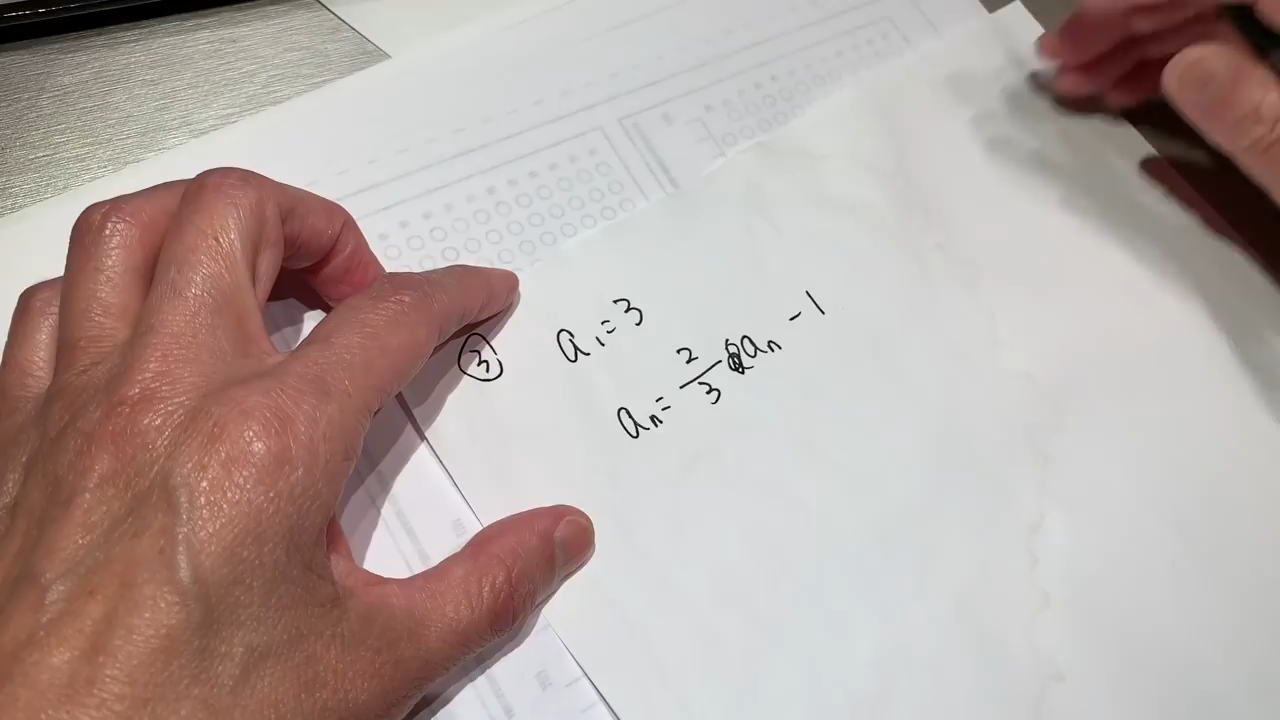 ③ a₁=3
aₙ = 2/3 aₙ - 1